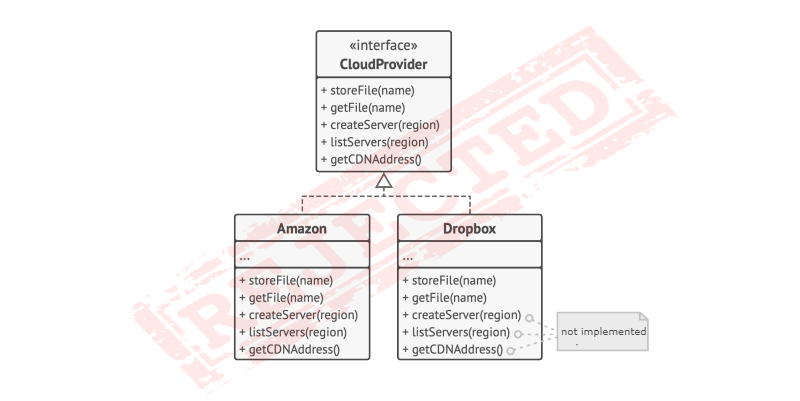 «interface»
CloudProvider
+ storeFile(name)
+ getFile(name)
+ createServer(region)
+ listServers(region)
+ getCDNAddress()
REJECTED
Amazon
...
+ storeFile(name)
+ getFile(name)
+ createServer(region)
+ listServers(region)
+ getCDNAddress()
Dropbox
...
+ storeFile(name)
+ getFile(name)
+ createServer(region)
+ listServers(region)
+ getCDNAddress()
not implemented
.